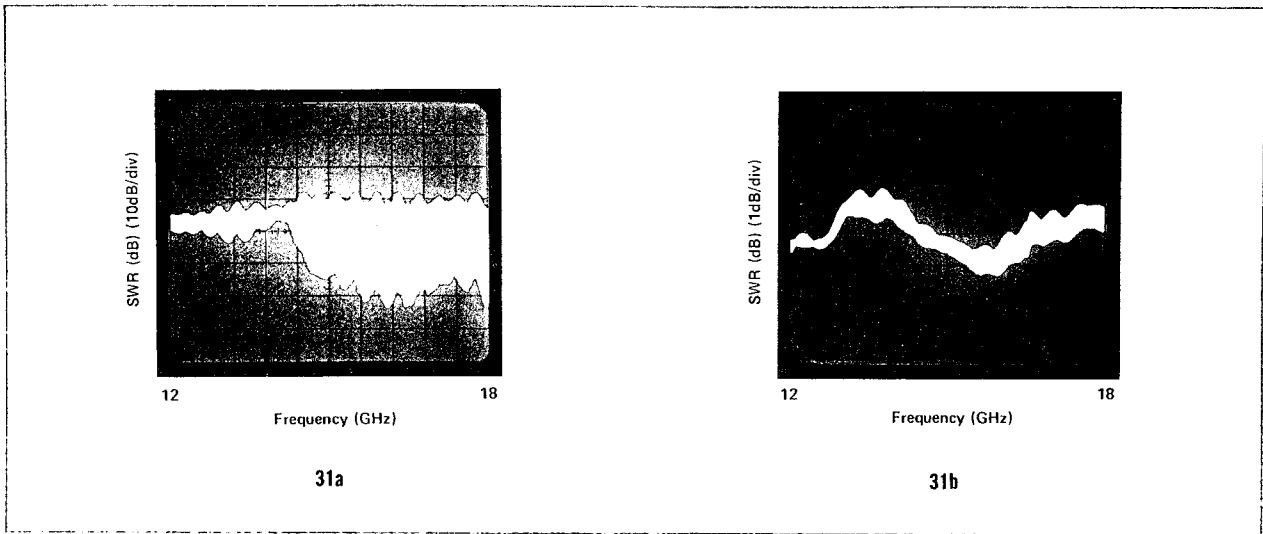 SWR (dB) (10dB/div)
12
18
Frequency (GHz)
31a
SWR (dB) (1dB/div)
12
18
Frequency (GHz)
31b